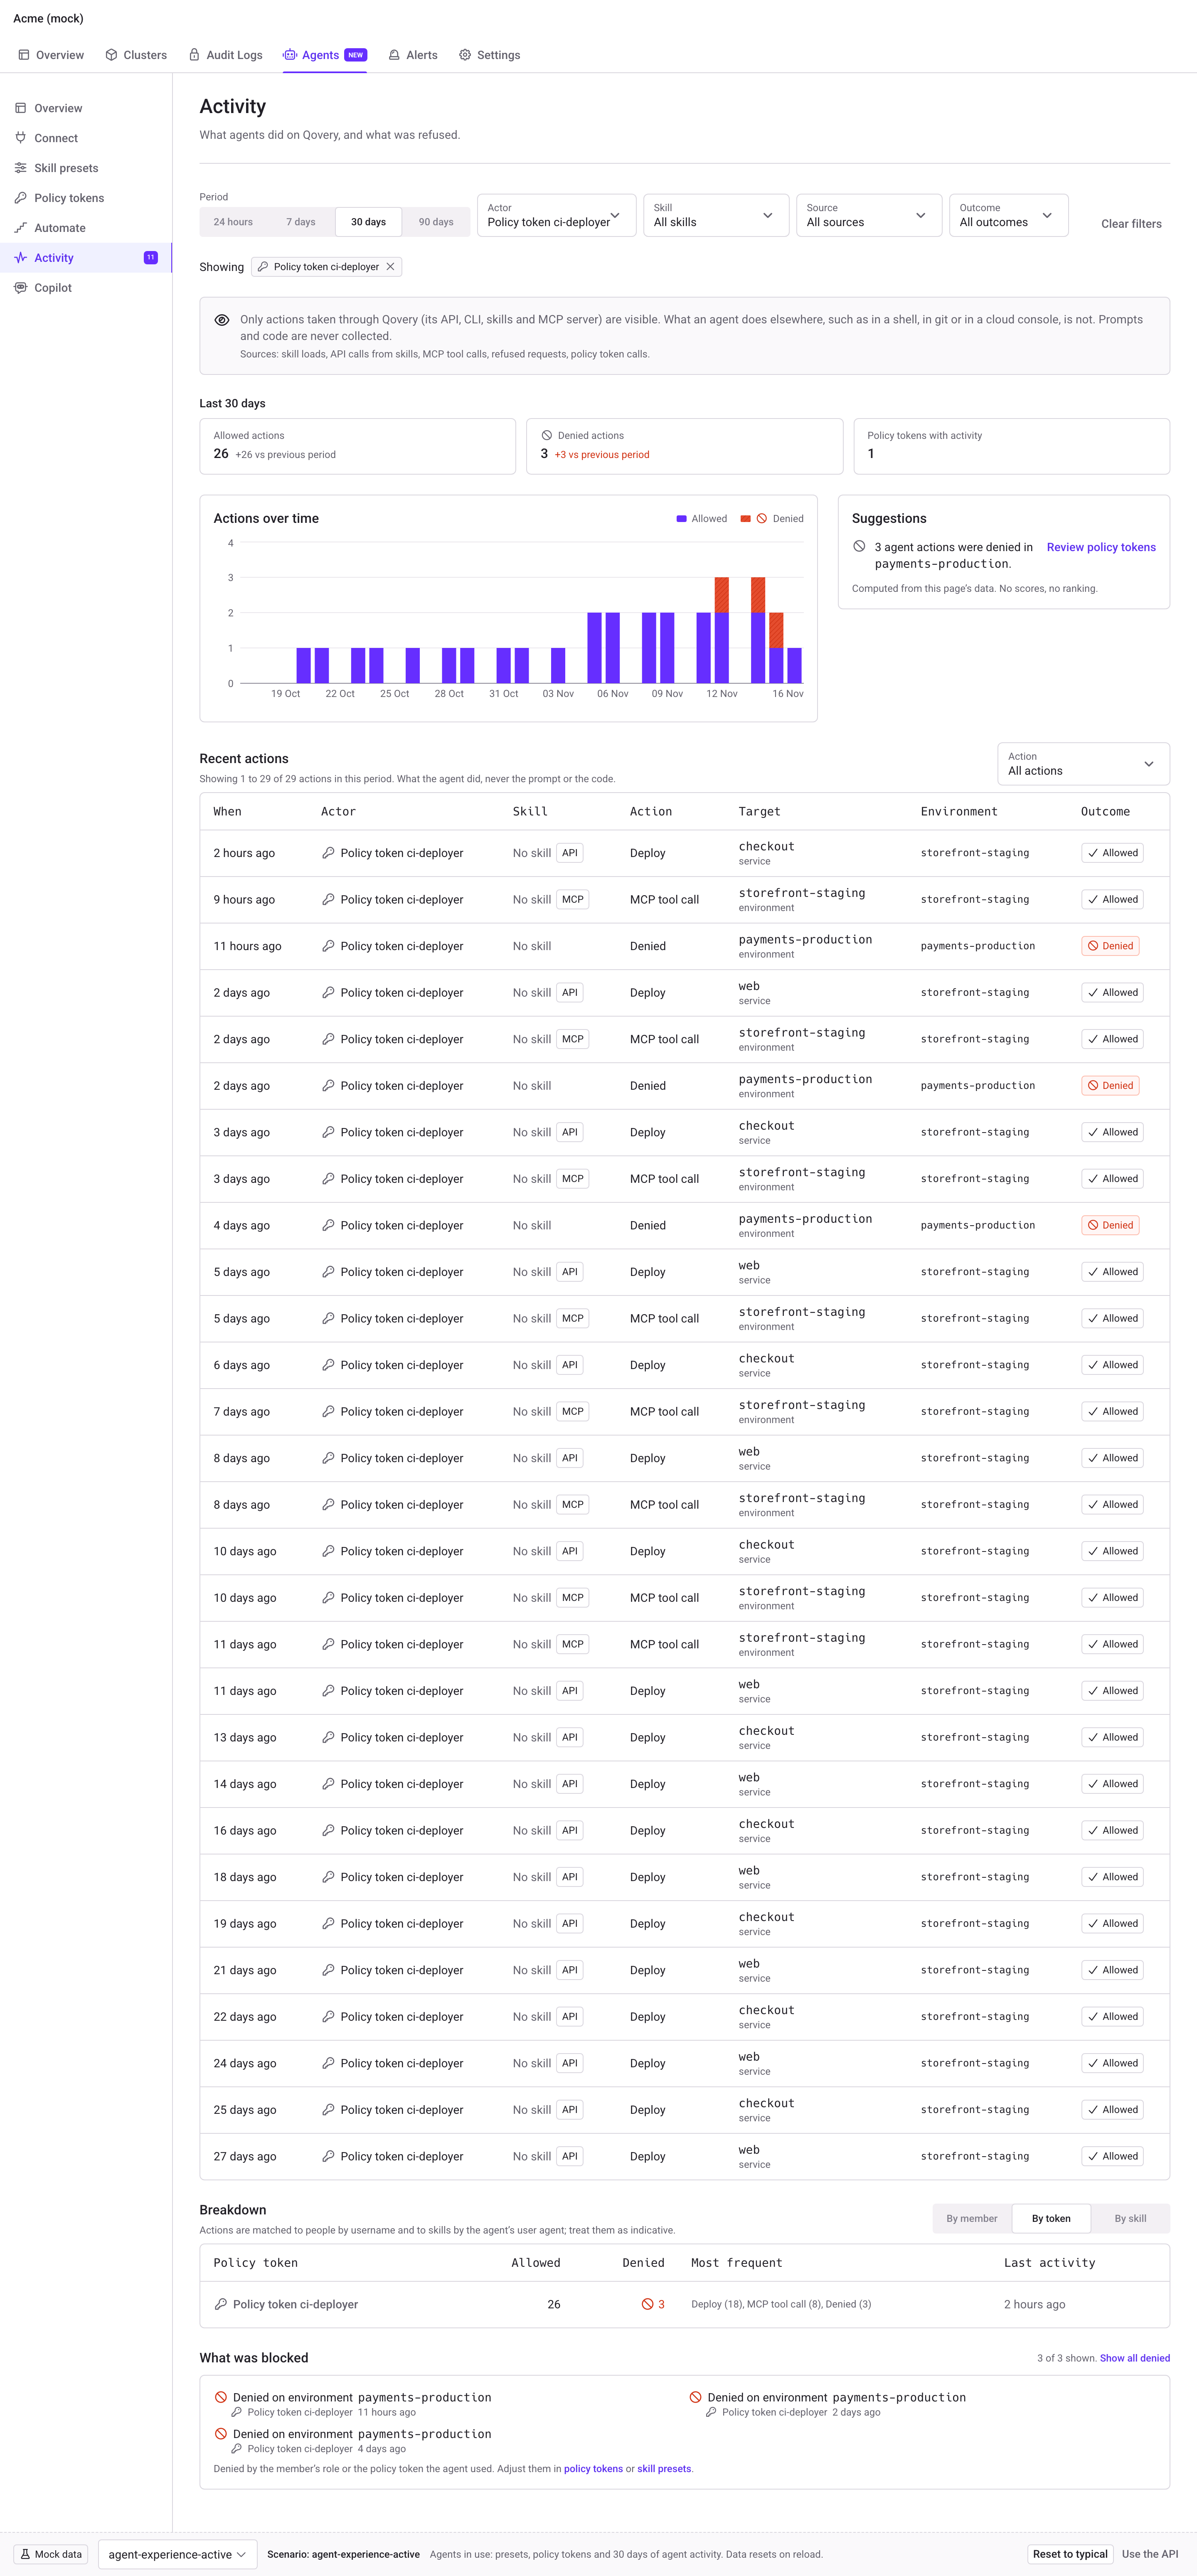 Acme (mock)
Overview Clusters Audit Logs Agents NEW Alerts Settings
Overview
Connect
Skill presets
Policy tokens
Automate
Activity 11
Copilot
Activity
What agents did on Qovery, and what was refused.
Period
24 hours 7 days 30 days 90 days
Actor
Policy token ci-deployer
Skill
All skills
Source
All sources
Outcome
All outcomes
Clear filters
Showing Policy token ci-deployer
Only actions taken through Qovery (its API, CLI, skills and MCP server) are visible. What an agent does elsewhere, such as in a shell, in git or in a cloud console, is not. Prompts
and code are never collected.
Sources: skill loads, API calls from skills, MCP tool calls, refused requests, policy token calls.
Last 30 days
Allowed actions
26 +26 vs previous period
Denied actions
3 +3 vs previous period
Policy tokens with activity
1
Actions over time Allowed Denied
4
3
2
1
0
19 Oct 22 Oct 25 Oct 28 Oct 31 Oct 03 Nov 06 Nov 09 Nov 12 Nov 16 Nov
Suggestions
3 agent actions were denied in Review policy tokens
payments-production.
Computed from this page's data. No scores, no ranking.
Recent actions
Showing 1 to 29 of 29 actions in this period. What the agent did, never the prompt or the code.
Action
All actions
When Actor Skill Action Target Environment Outcome
2 hours ago Policy token ci-deployer No skill API Deploy checkout service storefront-staging Allowed
9 hours ago Policy token ci-deployer No skill MCP MCP tool call storefront-staging environment storefront-staging Allowed
11 hours ago Policy token ci-deployer No skill Denied payments-production environment payments-production Denied
2 days ago Policy token ci-deployer No skill API Deploy web service storefront-staging Allowed
2 days ago Policy token ci-deployer No skill MCP MCP tool call storefront-staging environment storefront-staging Allowed
2 days ago Policy token ci-deployer No skill Denied payments-production environment payments-production Denied
3 days ago Policy token ci-deployer No skill API Deploy checkout service storefront-staging Allowed
3 days ago Policy token ci-deployer No skill MCP MCP tool call storefront-staging environment storefront-staging Allowed
4 days ago Policy token ci-deployer No skill Denied payments-production environment payments-production Denied
5 days ago Policy token ci-deployer No skill API Deploy web service storefront-staging Allowed
5 days ago Policy token ci-deployer No skill MCP MCP tool call storefront-staging environment storefront-staging Allowed
6 days ago Policy token ci-deployer No skill API Deploy checkout service storefront-staging Allowed
7 days ago Policy token ci-deployer No skill MCP MCP tool call storefront-staging environment storefront-staging Allowed
8 days ago Policy token ci-deployer No skill API Deploy web service storefront-staging Allowed
8 days ago Policy token ci-deployer No skill MCP MCP tool call storefront-staging environment storefront-staging Allowed
10 days ago Policy token ci-deployer No skill API Deploy checkout service storefront-staging Allowed
10 days ago Policy token ci-deployer No skill MCP MCP tool call storefront-staging environment storefront-staging Allowed
11 days ago Policy token ci-deployer No skill MCP MCP tool call storefront-staging environment storefront-staging Allowed
11 days ago Policy token ci-deployer No skill API Deploy web service storefront-staging Allowed
13 days ago Policy token ci-deployer No skill API Deploy checkout service storefront-staging Allowed
14 days ago Policy token ci-deployer No skill API Deploy web service storefront-staging Allowed
16 days ago Policy token ci-deployer No skill API Deploy checkout service storefront-staging Allowed
18 days ago Policy token ci-deployer No skill API Deploy web service storefront-staging Allowed
19 days ago Policy token ci-deployer No skill API Deploy checkout service storefront-staging Allowed
21 days ago Policy token ci-deployer No skill API Deploy web service storefront-staging Allowed
22 days ago Policy token ci-deployer No skill API Deploy checkout service storefront-staging Allowed
24 days ago Policy token ci-deployer No skill API Deploy web service storefront-staging Allowed
25 days ago Policy token ci-deployer No skill API Deploy checkout service storefront-staging Allowed
27 days ago Policy token ci-deployer No skill API Deploy web service storefront-staging Allowed
Breakdown
Actions are matched to people by username and to skills by the agent's user agent; treat them as indicative.
By member By token By skill
Policy token Allowed Denied Most frequent Last activity
Policy token ci-deployer 26 3 Deploy (18), MCP tool call (8), Denied (3) 2 hours ago
What was blocked 3 of 3 shown. Show all denied
Denied on environment payments-production
Policy token ci-deployer 11 hours ago
Denied on environment payments-production
Policy token ci-deployer 2 days ago
Denied on environment payments-production
Policy token ci-deployer 4 days ago
Denied by the member's role or the policy token the agent used. Adjust them in policy tokens or skill presets.
Mock data agent-experience-active Scenario: agent-experience-active Agents in use: presets, policy tokens and 30 days of agent activity. Data resets on reload. Reset to typical Use the API